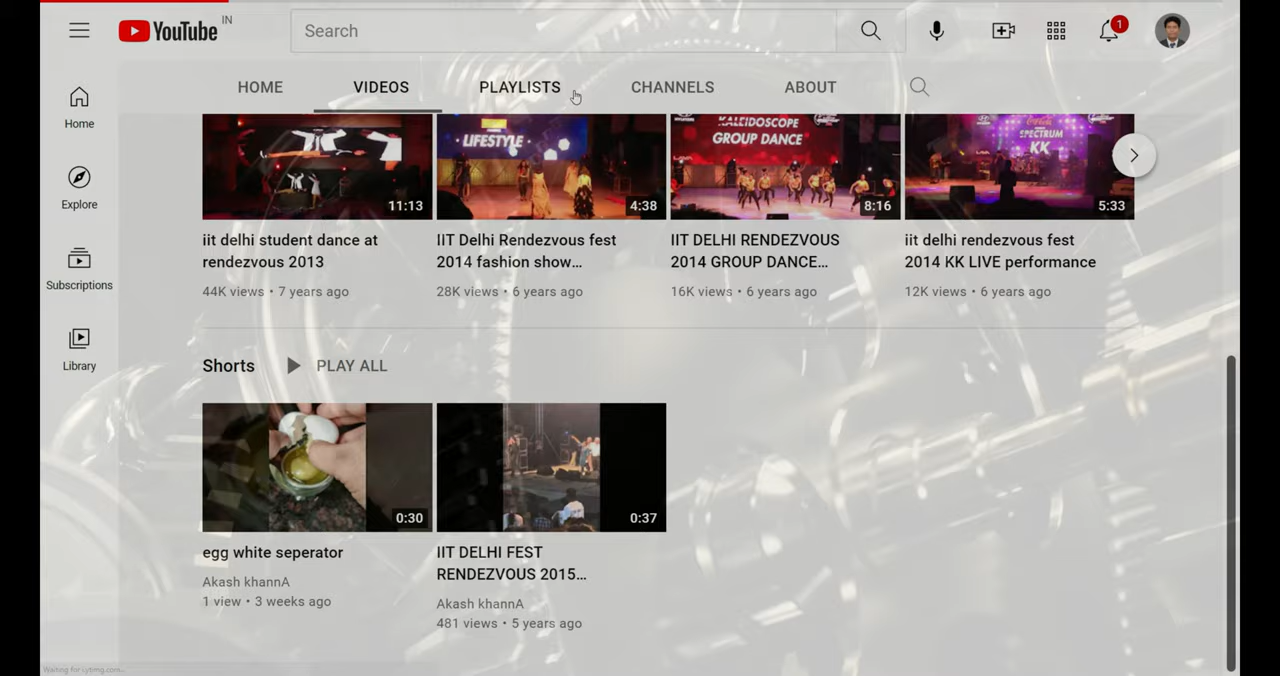 YouTube IN
Search
1
HOME VIDEOS PLAYLISTS CHANNELS ABOUT
Home
Explore
Subscriptions
Library
LIFESTYLE
KALEIDOSCOPE
GROUP DANCE
SPECTRUM
KK
11:13 4:38 8:16 5:33
iit delhi student dance at
rendezvous 2013
44K views • 7 years ago
IIT Delhi Rendezvous fest
2014 fashion show...
28K views • 6 years ago
IIT DELHI RENDEZVOUS
2014 GROUP DANCE...
16K views • 6 years ago
iit delhi rendezvous fest
2014 KK LIVE performance
12K views • 6 years ago
Shorts PLAY ALL
0:30 0:37
egg white seperator
Akash khannA
1 view • 3 weeks ago
IIT DELHI FEST
RENDEZVOUS 2015...
Akash khannA
481 views • 5 years ago